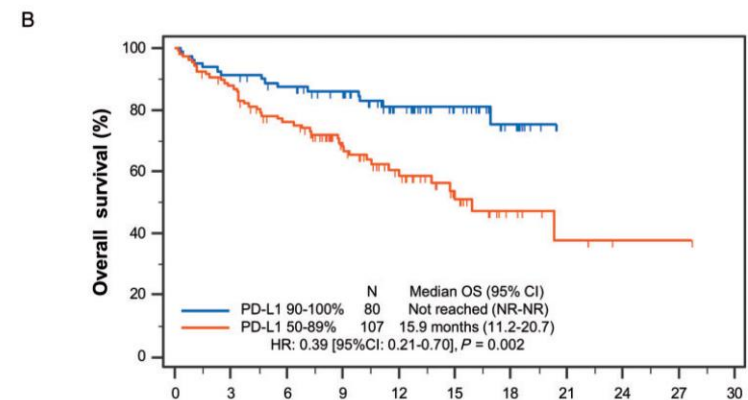 B
Overall survival (%)
100
80
60
40
20
0
N Median OS (95% CI)
PD-L1 90-100% 80 Not reached (NR-NR)
PD-L1 50-89% 107 15.9 months (11.2-20.7)
HR: 0.39 [95%CI: 0.21-0.70], P = 0.002
0 3 6 9 12 15 18 21 24 27 30